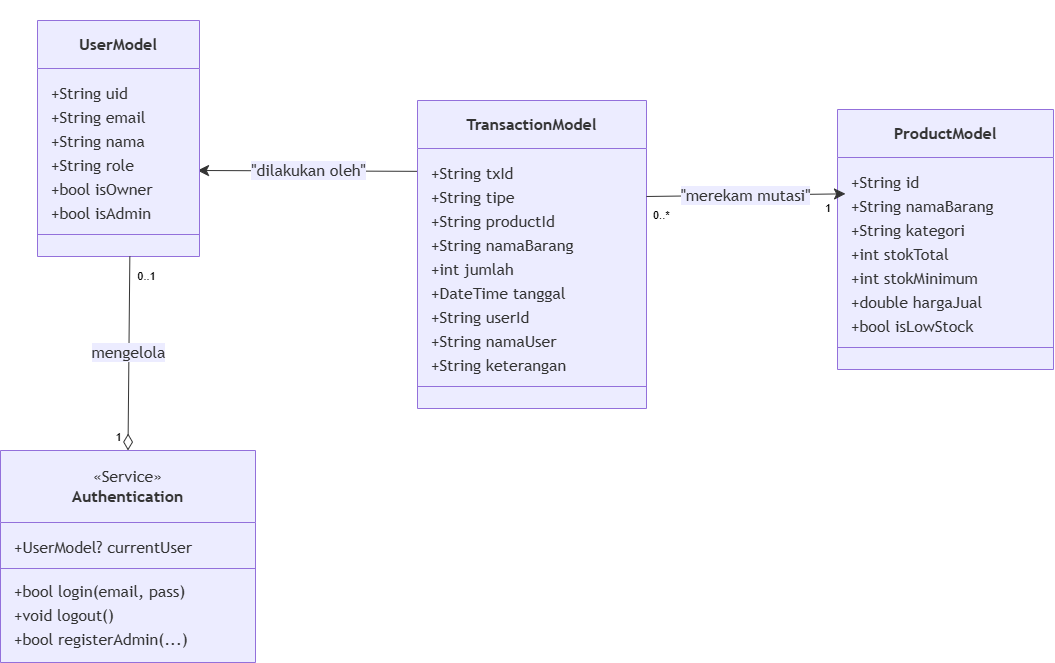 UserModel
+String uid
+String email
+String nama
+String role
+bool isOwner
+bool isAdmin
0..1
mengelola
1
«Service»
Authentication
+UserModel? currentUser
+bool login(email, pass)
+void logout()
+bool registerAdmin(...)
"dilakukan oleh"
TransactionModel
+String txId
+String tipe
+String productId
+String namaBarang
+int jumlah
+DateTime tanggal
+String userId
+String namaUser
+String keterangan
"merekam mutasi"
0..*
1
ProductModel
+String id
+String namaBarang
+String kategori
+int stokTotal
+int stokMinimum
+double hargaJual
+bool isLowStock